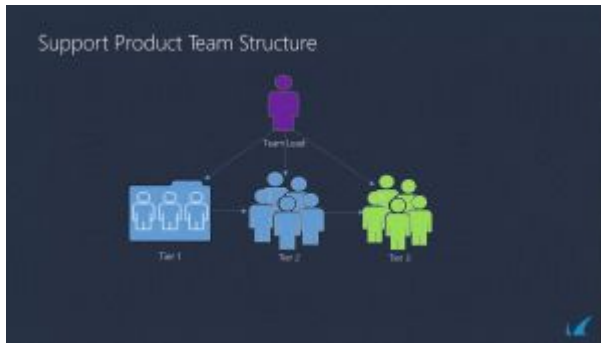 Support Product Team Structure
Team Lead
Tier 1
Tier 2
Tier 3